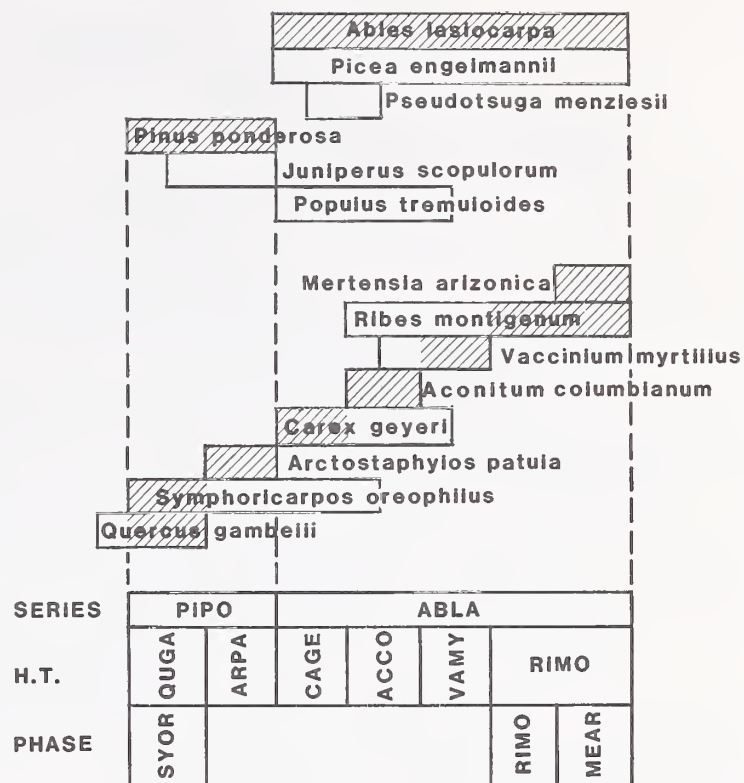 Abies lasiocarpa
Picea engelmannii
Pseudotsuga menziesii
Pinus ponderosa
Juniperus scopulorum
Populus tremuloides
Mertensia arizonica
Ribes montigenum
Vaccinium myrtillus
Aconitum columbianum
Carex geyeri
Arctostaphylos patula
Symphoricarpos oreophilus
Quercus gambelii
SERIES PIPO ABLA
H.T. QUGA ARPA CAGE ACCO VAMY RIMO
PHASE SYOR RIMO MEAR